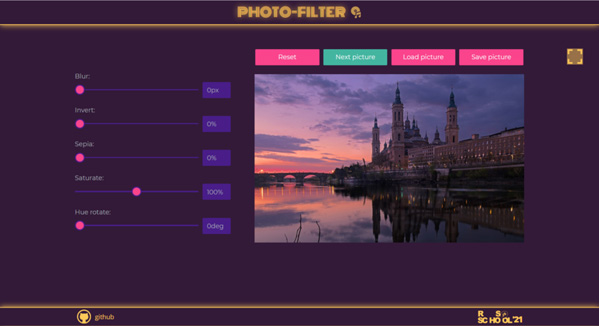 PHOTO-FILTER
Reset
Next picture
Load picture
Save picture
Blur:
0px
Invert:
0%
Sepia:
0%
Saturate:
100%
Hue rotate:
0deg
github
RS
SCHOOL'21